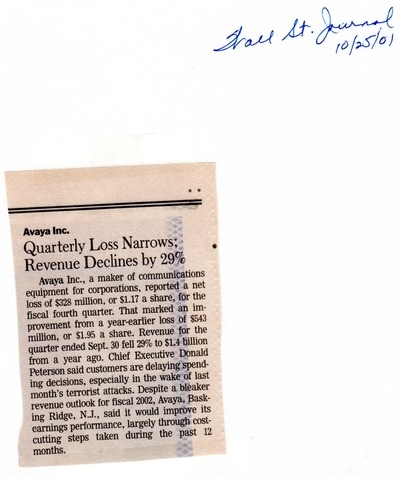 Wall St. Journal
10/25/01
Avaya Inc.
Quarterly Loss Narrows;
Revenue Declines by 29%
Avaya Inc., a maker of communications
equipment for corporations, reported a net
loss of $328 million, or $1.17 a share, for the
fiscal fourth quarter. That marked an im-
provement from a year-earlier loss of $543
million, or $1.95 a share. Revenue for the
quarter ended Sept. 30 fell 29% to $1.4 billion
from a year ago. Chief Executive Donald
Peterson said customers are delaying spend-
ing decisions, especially in the wake of last
month's terrorist attacks. Despite a bleaker
revenue outlook for fiscal 2002, Avaya, Bask-
ing Ridge, N.J., said it would improve its
earnings performance, largely through cost-
cutting steps taken during the past 12
months.